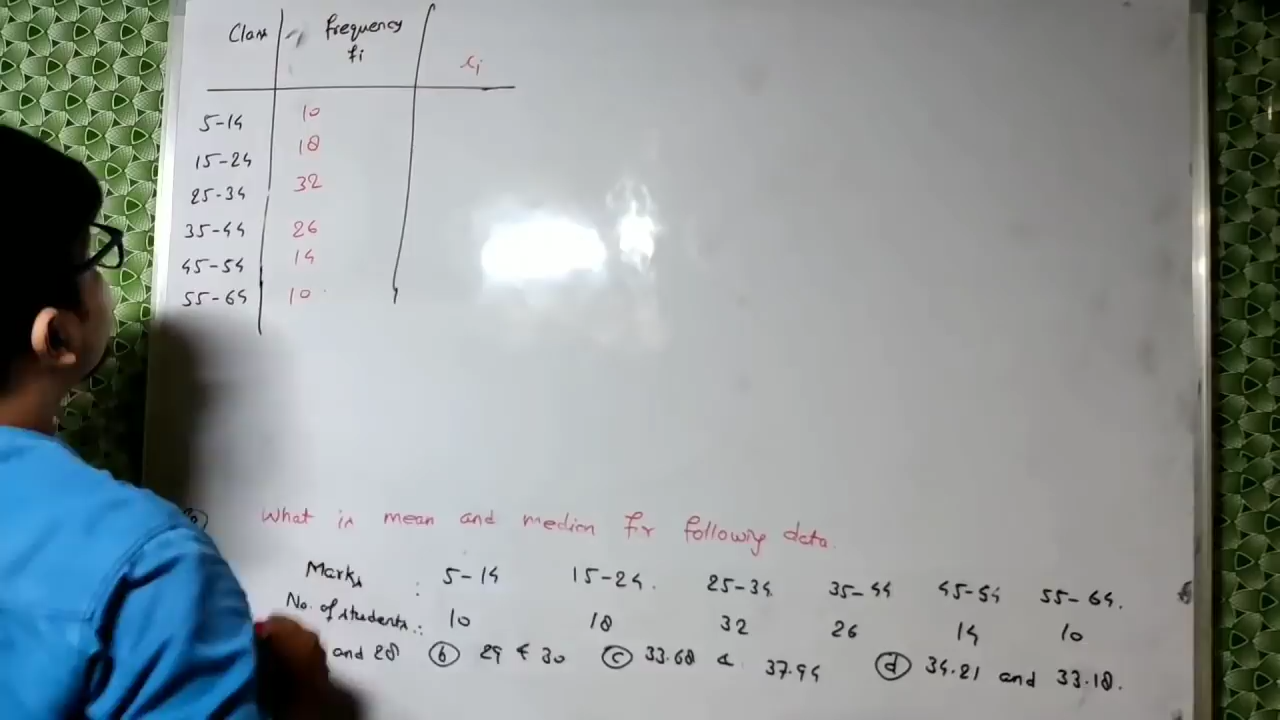 Class frequency
fi xi
5-14 10
15-24 18
25-34 32
35-44 26
45-54 14
55-64 10
What is mean and median for following data.
Marks : 5-14 15-24. 25-34 35-44 45-54 55-64.
No. of students : 10 18 32 26 14 10
and 28 (b) 29 & 30 (c) 33.68 & 37.94 (d) 34.21 and 33.18.